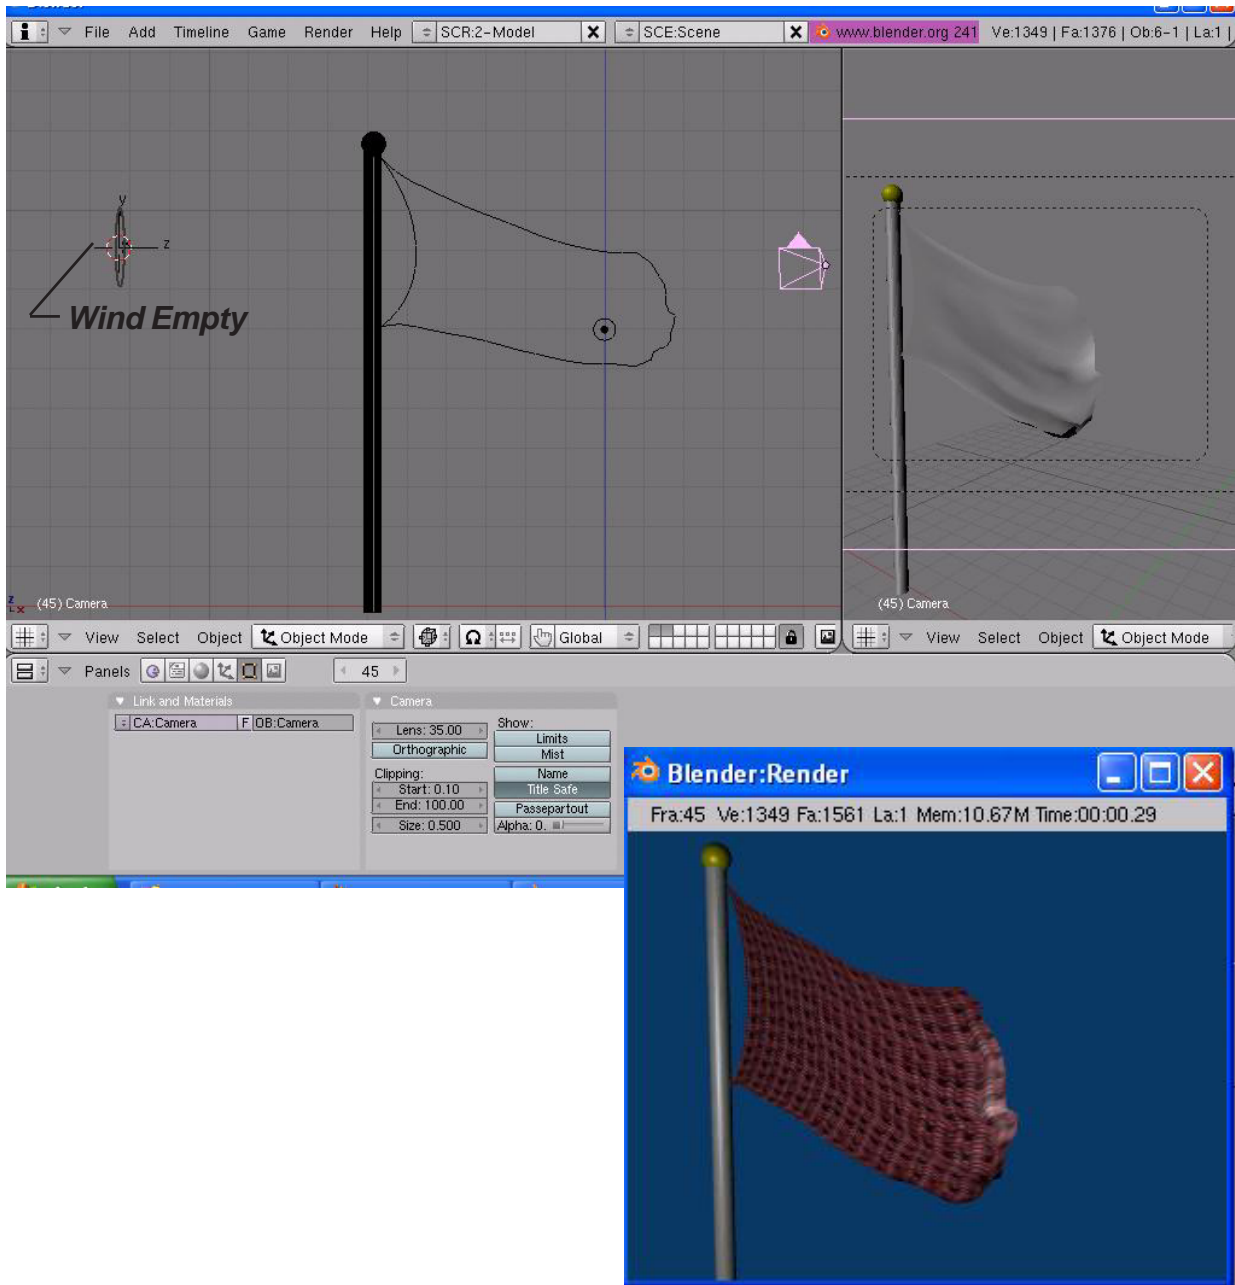 File Add Timeline Game Render Help SCR:2-Model X SCE:Scene X www.blender.org 241 Ve:1349 | Fa:1376 | Ob:6-1 | La:1 |
y
z
Wind Empty
z
x
(45) Camera
(45) Camera
View Select Object Object Mode Global
View Select Object Object Mode
Panels 45
Link and Materials
CA:Camera F OB:Camera
Camera
Lens: 35.00
Orthographic
Clipping:
Start: 0.10
End: 100.00
Size: 0.500
Show:
Limits
Mist
Name
Title Safe
Passepartout
Alpha: 0.
Blender:Render
Fra:45 Ve:1349 Fa:1561 La:1 Mem:10.67M Time:00:00.29